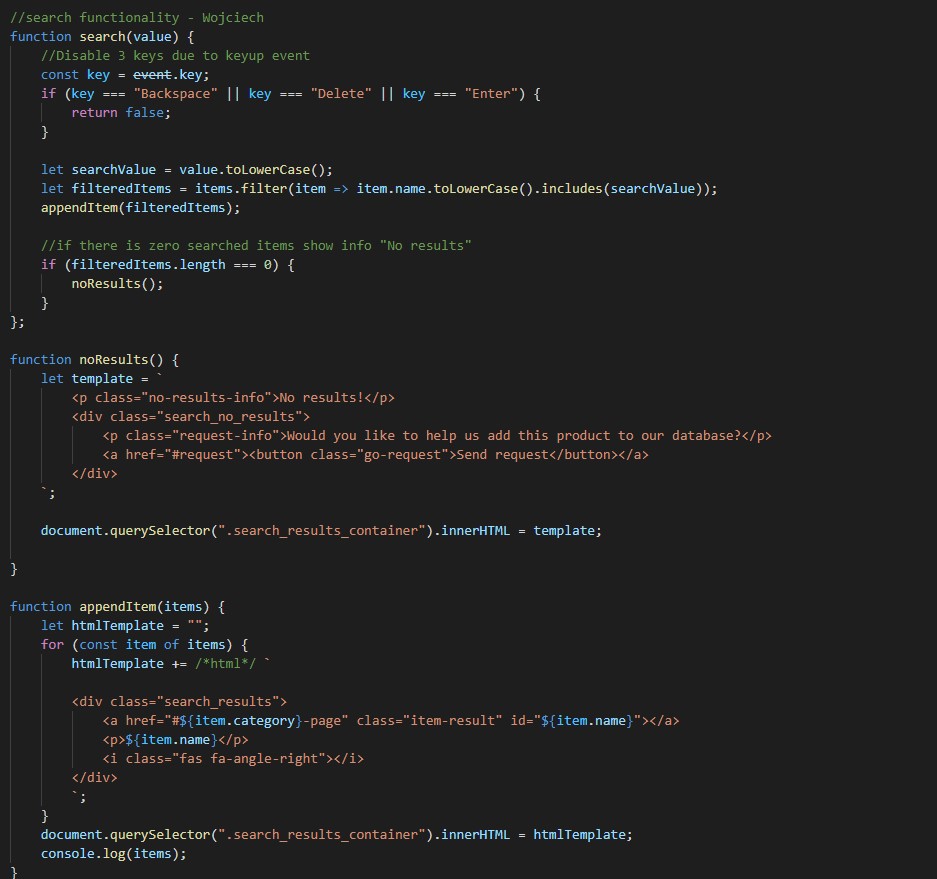 //search functionality - Wojciech
function search(value) {
    //Disable 3 keys due to keyup event
    const key = event.key;
    if (key === "Backspace" || key === "Delete" || key === "Enter") {
        return false;
    }

    let searchValue = value.toLowerCase();
    let filteredItems = items.filter(item => item.name.toLowerCase().includes(searchValue));
    appendItem(filteredItems);

    //if there is zero searched items show info "No results"
    if (filteredItems.length === 0) {
        noResults();
    }
};

function noResults() {
    let template = `
        <p class="no-results-info">No results!</p>
        <div class="search_no_results">
            <p class="request-info">Would you like to help us add this product to our database?</p>
            <a href="#request"><button class="go-request">Send request</button></a>
        </div>
    `;

    document.querySelector(".search_results_container").innerHTML = template;

}

function appendItem(items) {
    let htmlTemplate = "";
    for (const item of items) {
        htmlTemplate += /*html*/ `

        <div class="search_results">
            <a href="#${item.category}-page" class="item-result" id="${item.name}"></a>
            <p>${item.name}</p>
            <i class="fas fa-angle-right"></i>
        </div>
        `;
    }
    document.querySelector(".search_results_container").innerHTML = htmlTemplate;
    console.log(items);
}